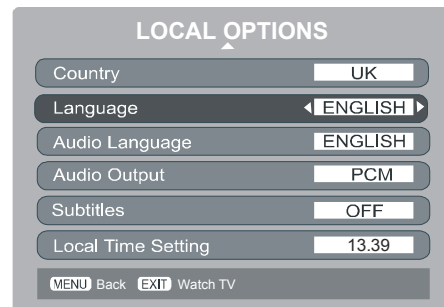 LOCAL OPTIONS
Country UK
Language ENGLISH
Audio Language ENGLISH
Audio Output PCM
Subtitles OFF
Local Time Setting 13.39
MENU Back EXIT Watch TV